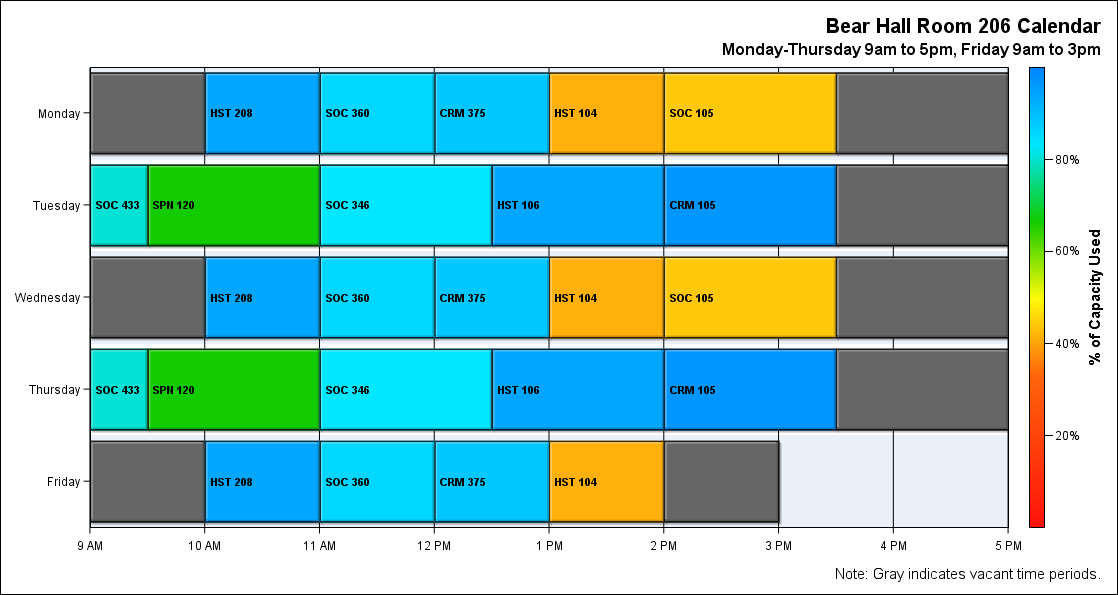 Bear Hall Room 206 Calendar
Monday-Thursday 9am to 5pm, Friday 9am to 3pm
Monday
HST 208
SOC 360
CRM 375
HST 104
SOC 105
Tuesday
SOC 433
SPN 120
SOC 346
HST 106
CRM 105
Wednesday
HST 208
SOC 360
CRM 375
HST 104
SOC 105
Thursday
SOC 433
SPN 120
SOC 346
HST 106
CRM 105
Friday
HST 208
SOC 360
CRM 375
HST 104
9 AM
10 AM
11 AM
12 PM
1 PM
2 PM
3 PM
4 PM
5 PM
80%
60%
40%
20%
% of Capacity Used
Note: Gray indicates vacant time periods.